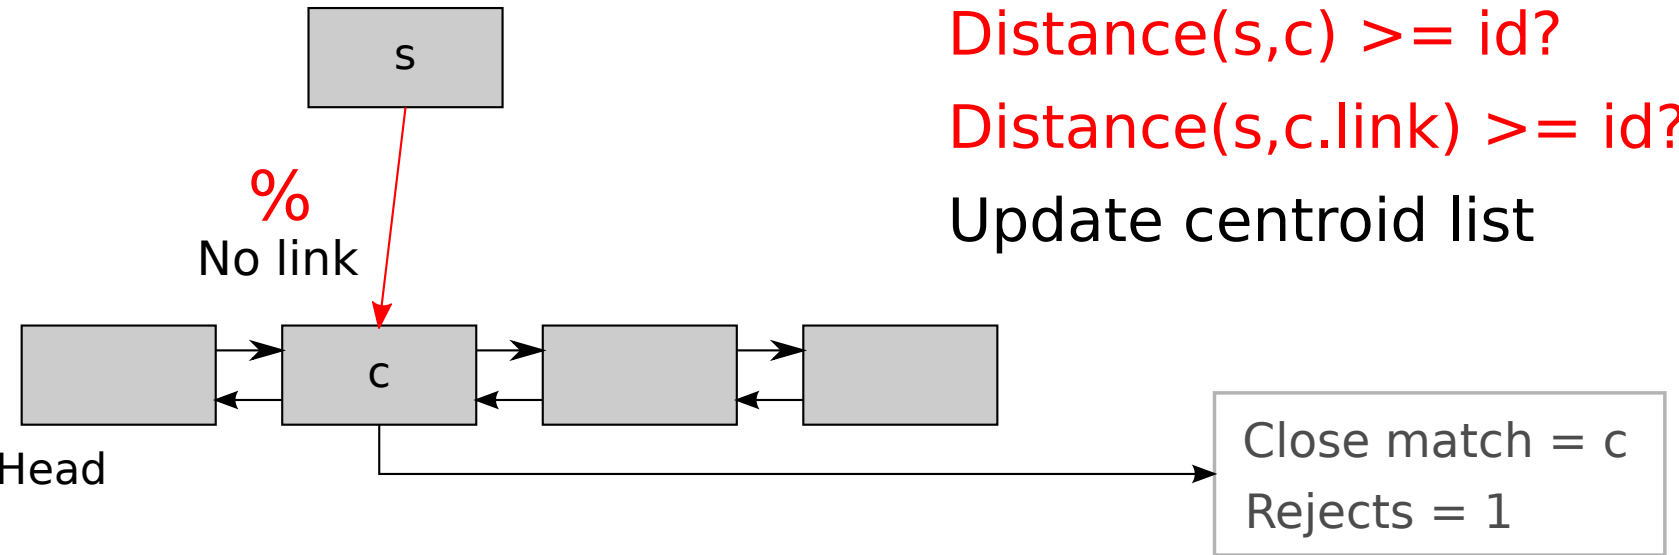 s
Distance(s,c) >= id?
Distance(s,c.link) >= id?
Update centroid list
%
No link
c
Head
Close match = c
Rejects = 1